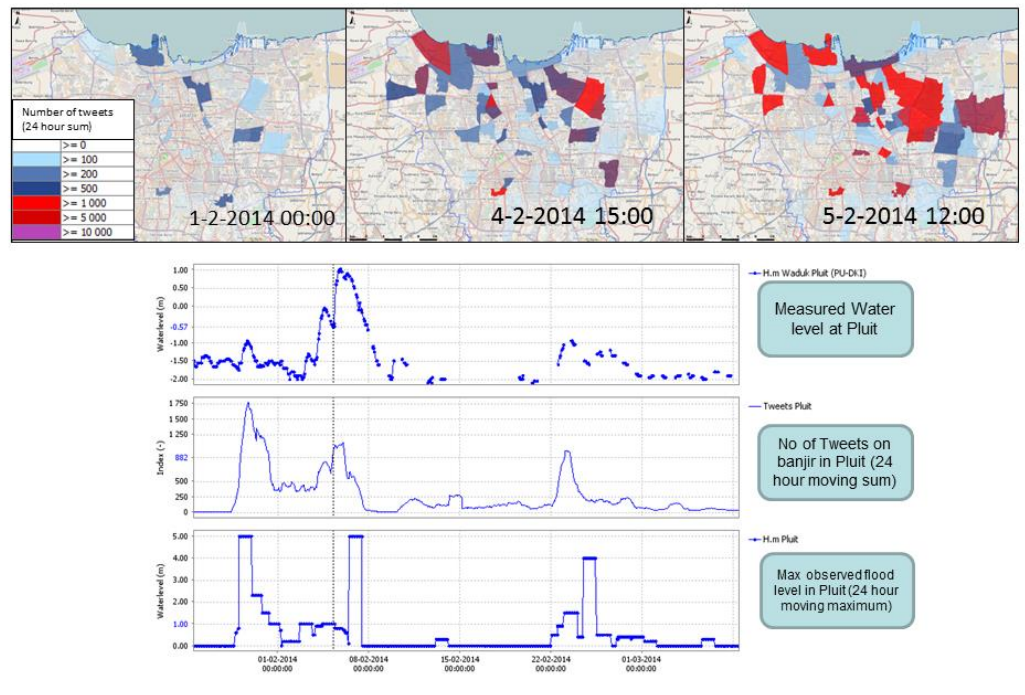 Number of tweets
(24 hour sum)
>= 0
>= 100
>= 200
>= 500
>= 1 000
>= 5 000
>= 10 000
1-2-2014 00:00
4-2-2014 15:00
5-2-2014 12:00
1.00
0.50
0.00
-0.57
-1.00
-1.50
-2.00
Waterlevel (m)
H.m Waduk Pluit (PU-DKI)
Measured Water
level at Pluit
1 750
1 500
1 250
882
500
250
0
Index (-)
Tweets Pluit
No of Tweets on
banjir in Pluit (24
hour moving sum)
5.00
4.00
3.00
2.00
1.00
0.00
Waterlevel (m)
H.m Pluit
Max observed flood
level in Pluit (24 hour
moving maximum)
01-02-2014 08-02-2014 15-02-2014 22-02-2014 01-03-2014
00:00:00 00:00:00 00:00:00 00:00:00 00:00:00